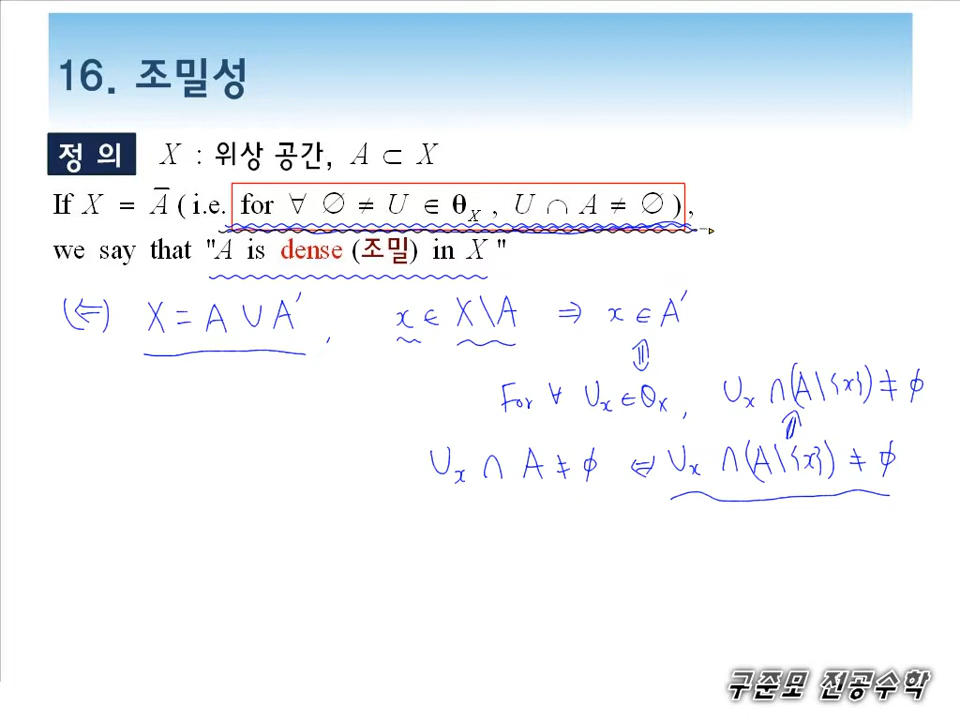 16. 조밀성
정 의 X : 위상 공간, A ⊂ X
If X = A̅ ( i.e. for ∀ ∅ ≠ U ∈ θ_X , U ∩ A ≠ ∅ ) ,
we say that "A is dense (조밀) in X "
(⇐) X = A ∪ A′ , x ∈ X\A ⇒ x ∈ A′
⇕
For ∀ U_x ∈ θ_X , U_x ∩ (A\{x}) ≠ ϕ
⇑
U_x ∩ A ≠ ϕ ⇔ U_x ∩ (A\{x}) ≠ ϕ
구준모 전공수학